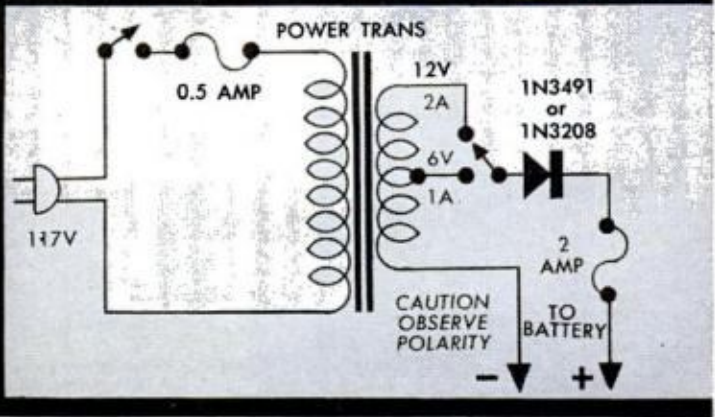 POWER TRANS
0.5 AMP
12V
2A
1N3491
or
1N3208
6V
1A
117V
2
AMP
CAUTION
OBSERVE
POLARITY
TO
BATTERY
- +